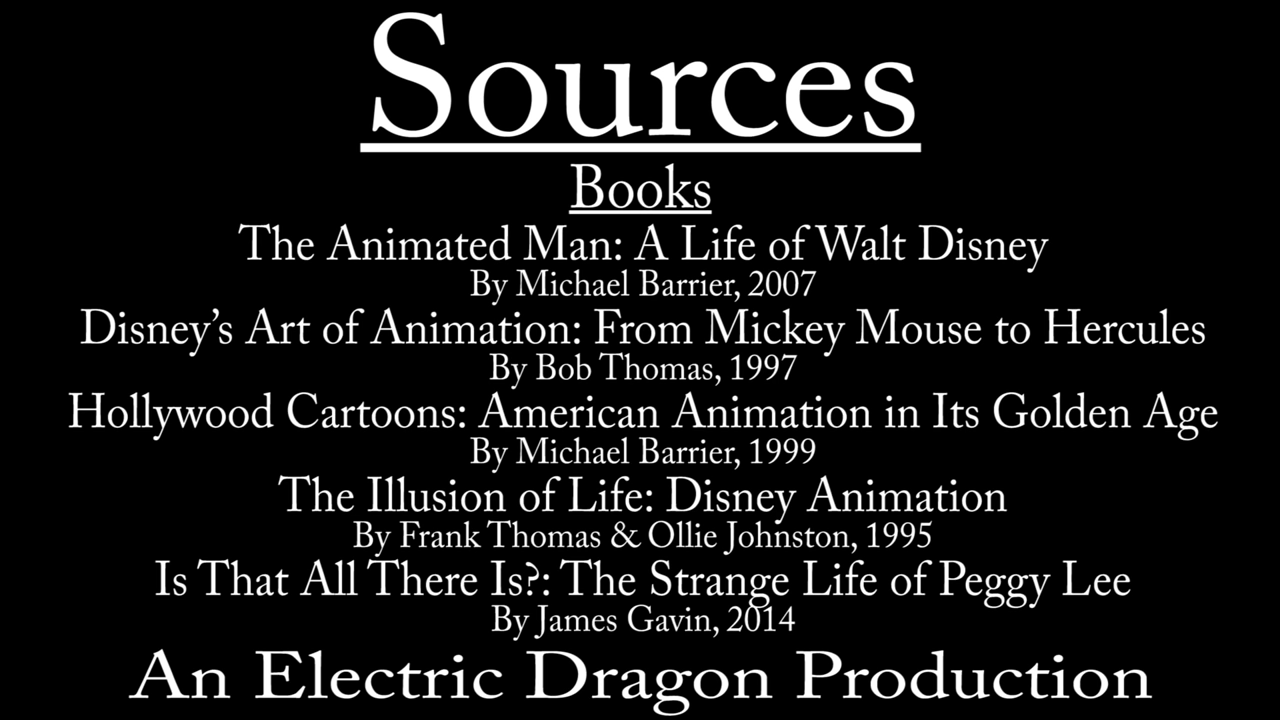 Sources
Books
The Animated Man: A Life of Walt Disney
By Michael Barrier, 2007
Disney’s Art of Animation: From Mickey Mouse to Hercules
By Bob Thomas, 1997
Hollywood Cartoons: American Animation in Its Golden Age
By Michael Barrier, 1999
The Illusion of Life: Disney Animation
By Frank Thomas & Ollie Johnston, 1995
Is That All There Is?: The Strange Life of Peggy Lee
By James Gavin, 2014
An Electric Dragon Production